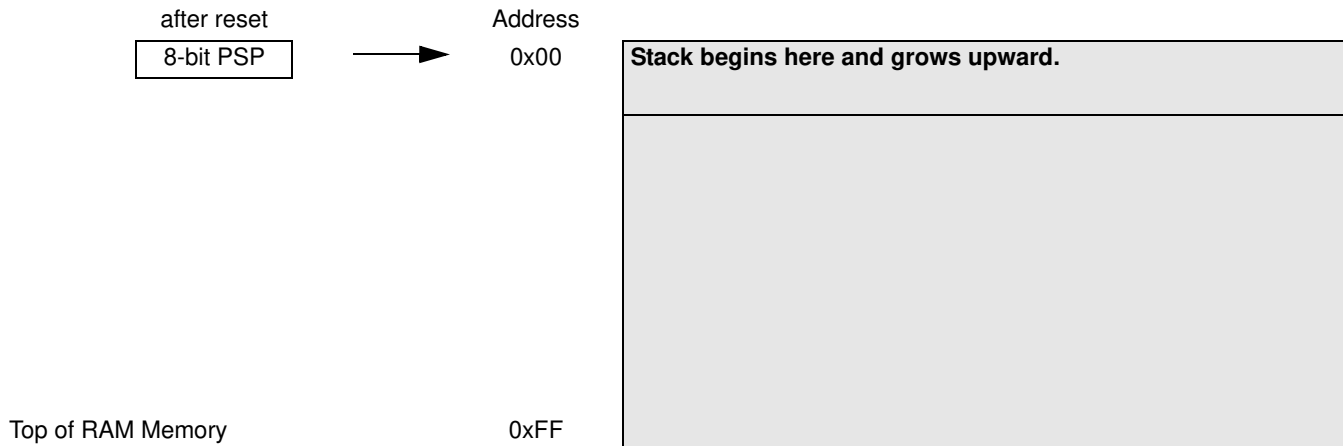 after reset Address
8-bit PSP 0x00 Stack begins here and grows upward.
Top of RAM Memory 0xFF